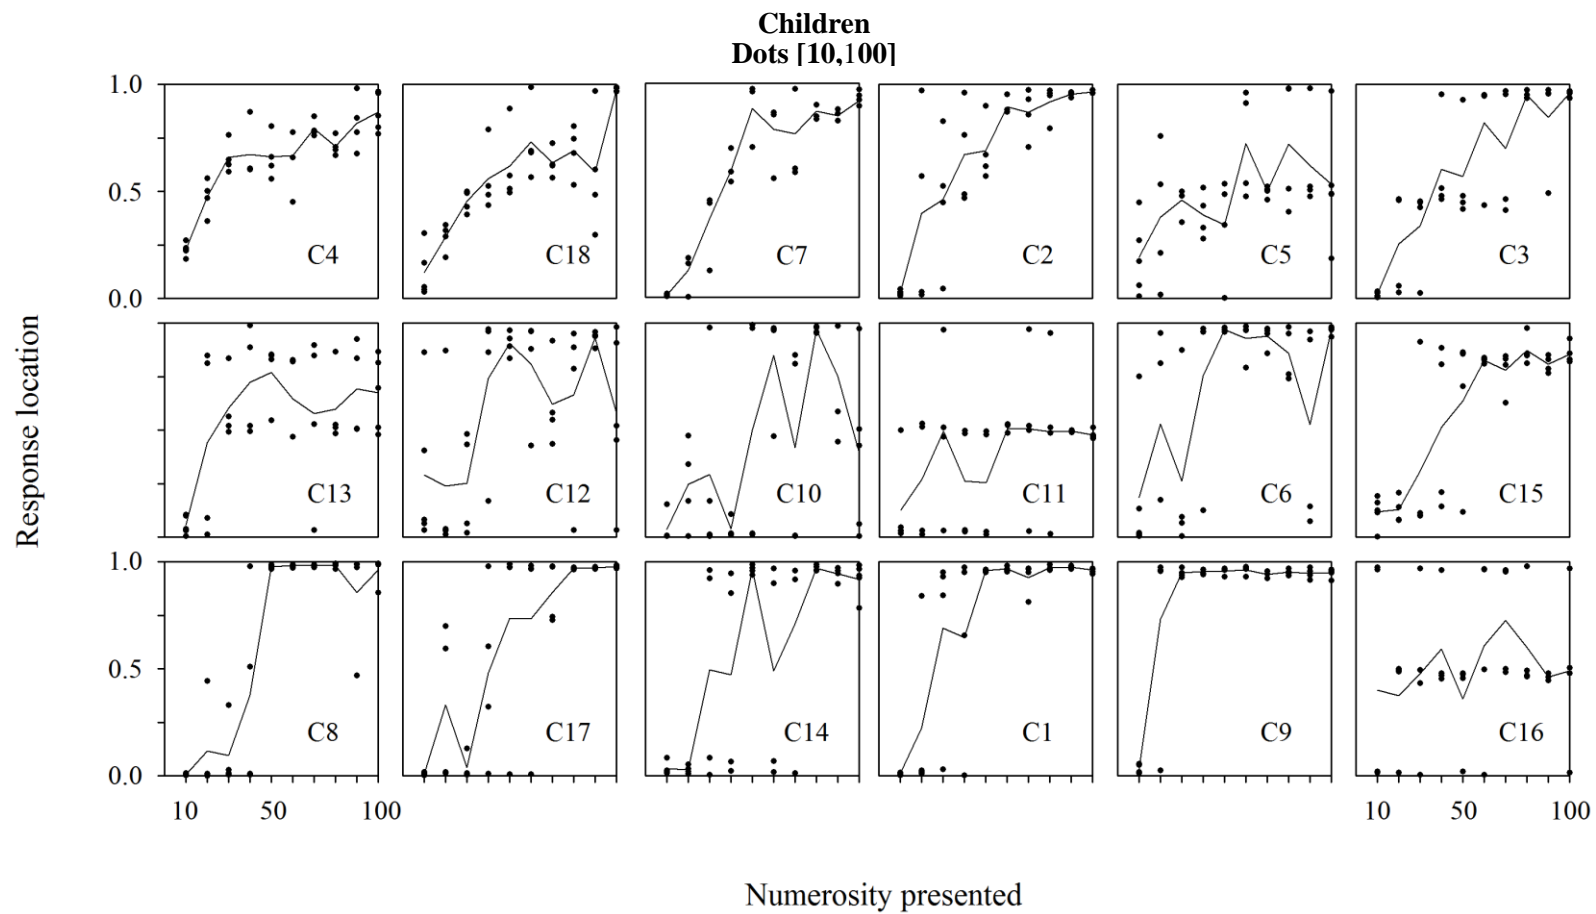 Children
Dots [10,100]
Response location
1.0
0.5
0.0
C4
C18
C7
C2
C5
C3
C13
C12
C10
C11
C6
C15
1.0
0.5
0.0
C8
C17
C14
C1
C9
C16
10 50 100
10 50 100
Numerosity presented